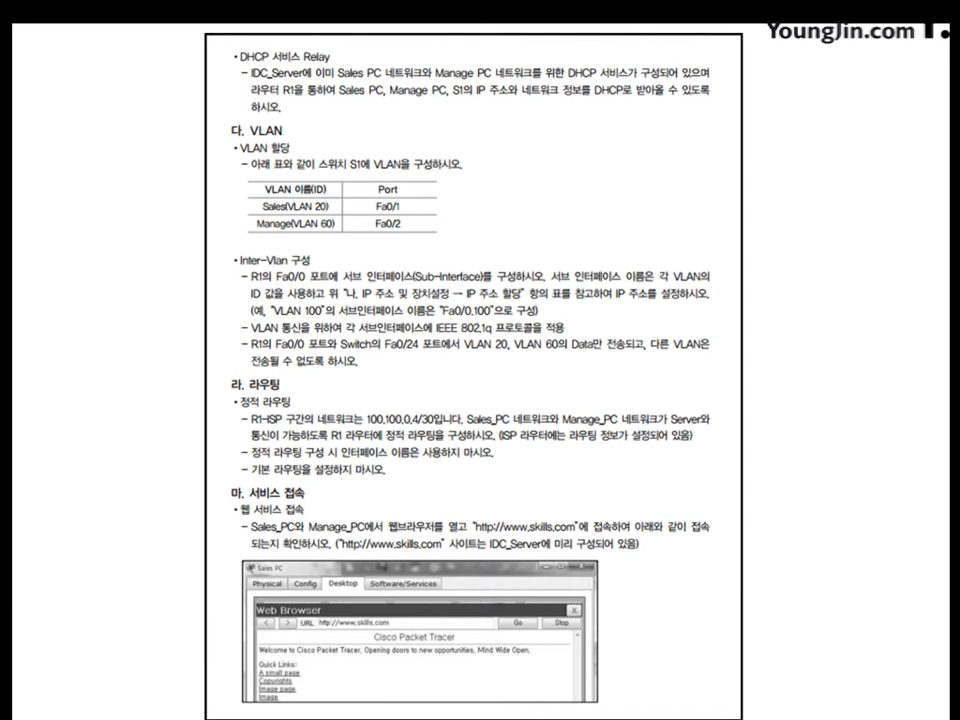 YoungJin.com
• DHCP 서비스 Relay
– IDC_Server에 이미 Sales PC 네트워크와 Manage PC 네트워크를 위한 DHCP 서비스가 구성되어 있으며
라우터 R1을 통하여 Sales PC, Manage PC, S1의 IP 주소와 네트워크 정보를 DHCP로 받아올 수 있도록
하시오.
다. VLAN
• VLAN 할당
– 아래 표와 같이 스위치 S1에 VLAN을 구성하시오.
VLAN 이름(ID) Port
Sales(VLAN 20) Fa0/1
Manage(VLAN 60) Fa0/2
• Inter-Vlan 구성
– R1의 Fa0/0 포트에 서브 인터페이스(Sub-Interface)를 구성하시오. 서브 인터페이스 이름은 각 VLAN의
ID 값을 사용하고 위 "나. IP 주소 및 장치설정 → IP 주소 할당" 항의 표를 참고하여 IP 주소를 설정하시오.
(예. "VLAN 100"의 서브인터페이스 이름은 "Fa0/0.100"으로 구성)
– VLAN 통신을 위하여 각 서브인터페이스에 IEEE 802.1q 프로토콜을 적용
– R1의 Fa0/0 포트와 Switch의 Fa0/24 포트에서 VLAN 20, VLAN 60의 Data만 전송되고, 다른 VLAN은
전송될 수 없도록 하시오.
라. 라우팅
• 정적 라우팅
– R1-ISP 구간의 네트워크는 100.100.0.4/30입니다. Sales_PC 네트워크와 Manage_PC 네트워크가 Server와
통신이 가능하도록 R1 라우터에 정적 라우팅을 구성하시오. (ISP 라우터에는 라우팅 정보가 설정되어 있음)
– 정적 라우팅 구성 시 인터페이스 이름은 사용하지 마시오.
– 기본 라우팅을 설정하지 마시오.
마. 서비스 접속
• 웹 서비스 접속
– Sales_PC와 Manage_PC에서 웹브라우저를 열고 "http://www.skills.com"에 접속하여 아래와 같이 접속
되는지 확인하시오. ("http://www.skills.com" 사이트는 IDC_Server에 미리 구성되어 있음)
Sales PC
Physical Config Desktop Software/Services
Web Browser X
< > URL http://www.skills.com Go Stop
Cisco Packet Tracer
Welcome to Cisco Packet Tracer. Opening doors to new opportunities. Mind Wide Open.
Quick Links:
A small page
Copyrights
Image page
Image